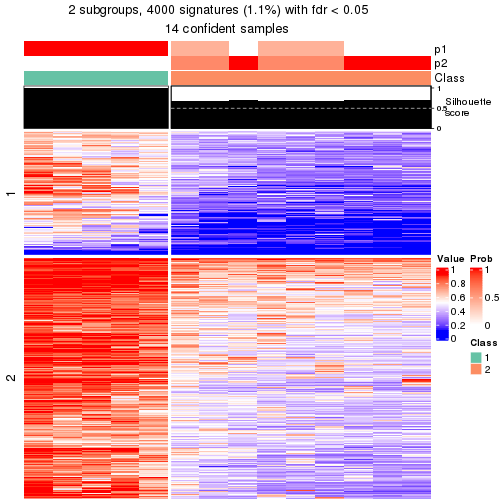 2 subgroups, 4000 signatures (1.1%) with fdr < 0.05
14 confident samples
p1
p2
Class
1
0.5
0
Silhouette
score
1
2
Value
1
0.8
0.6
0.4
0.2
0
Prob
1
0.5
0
Class
1
2